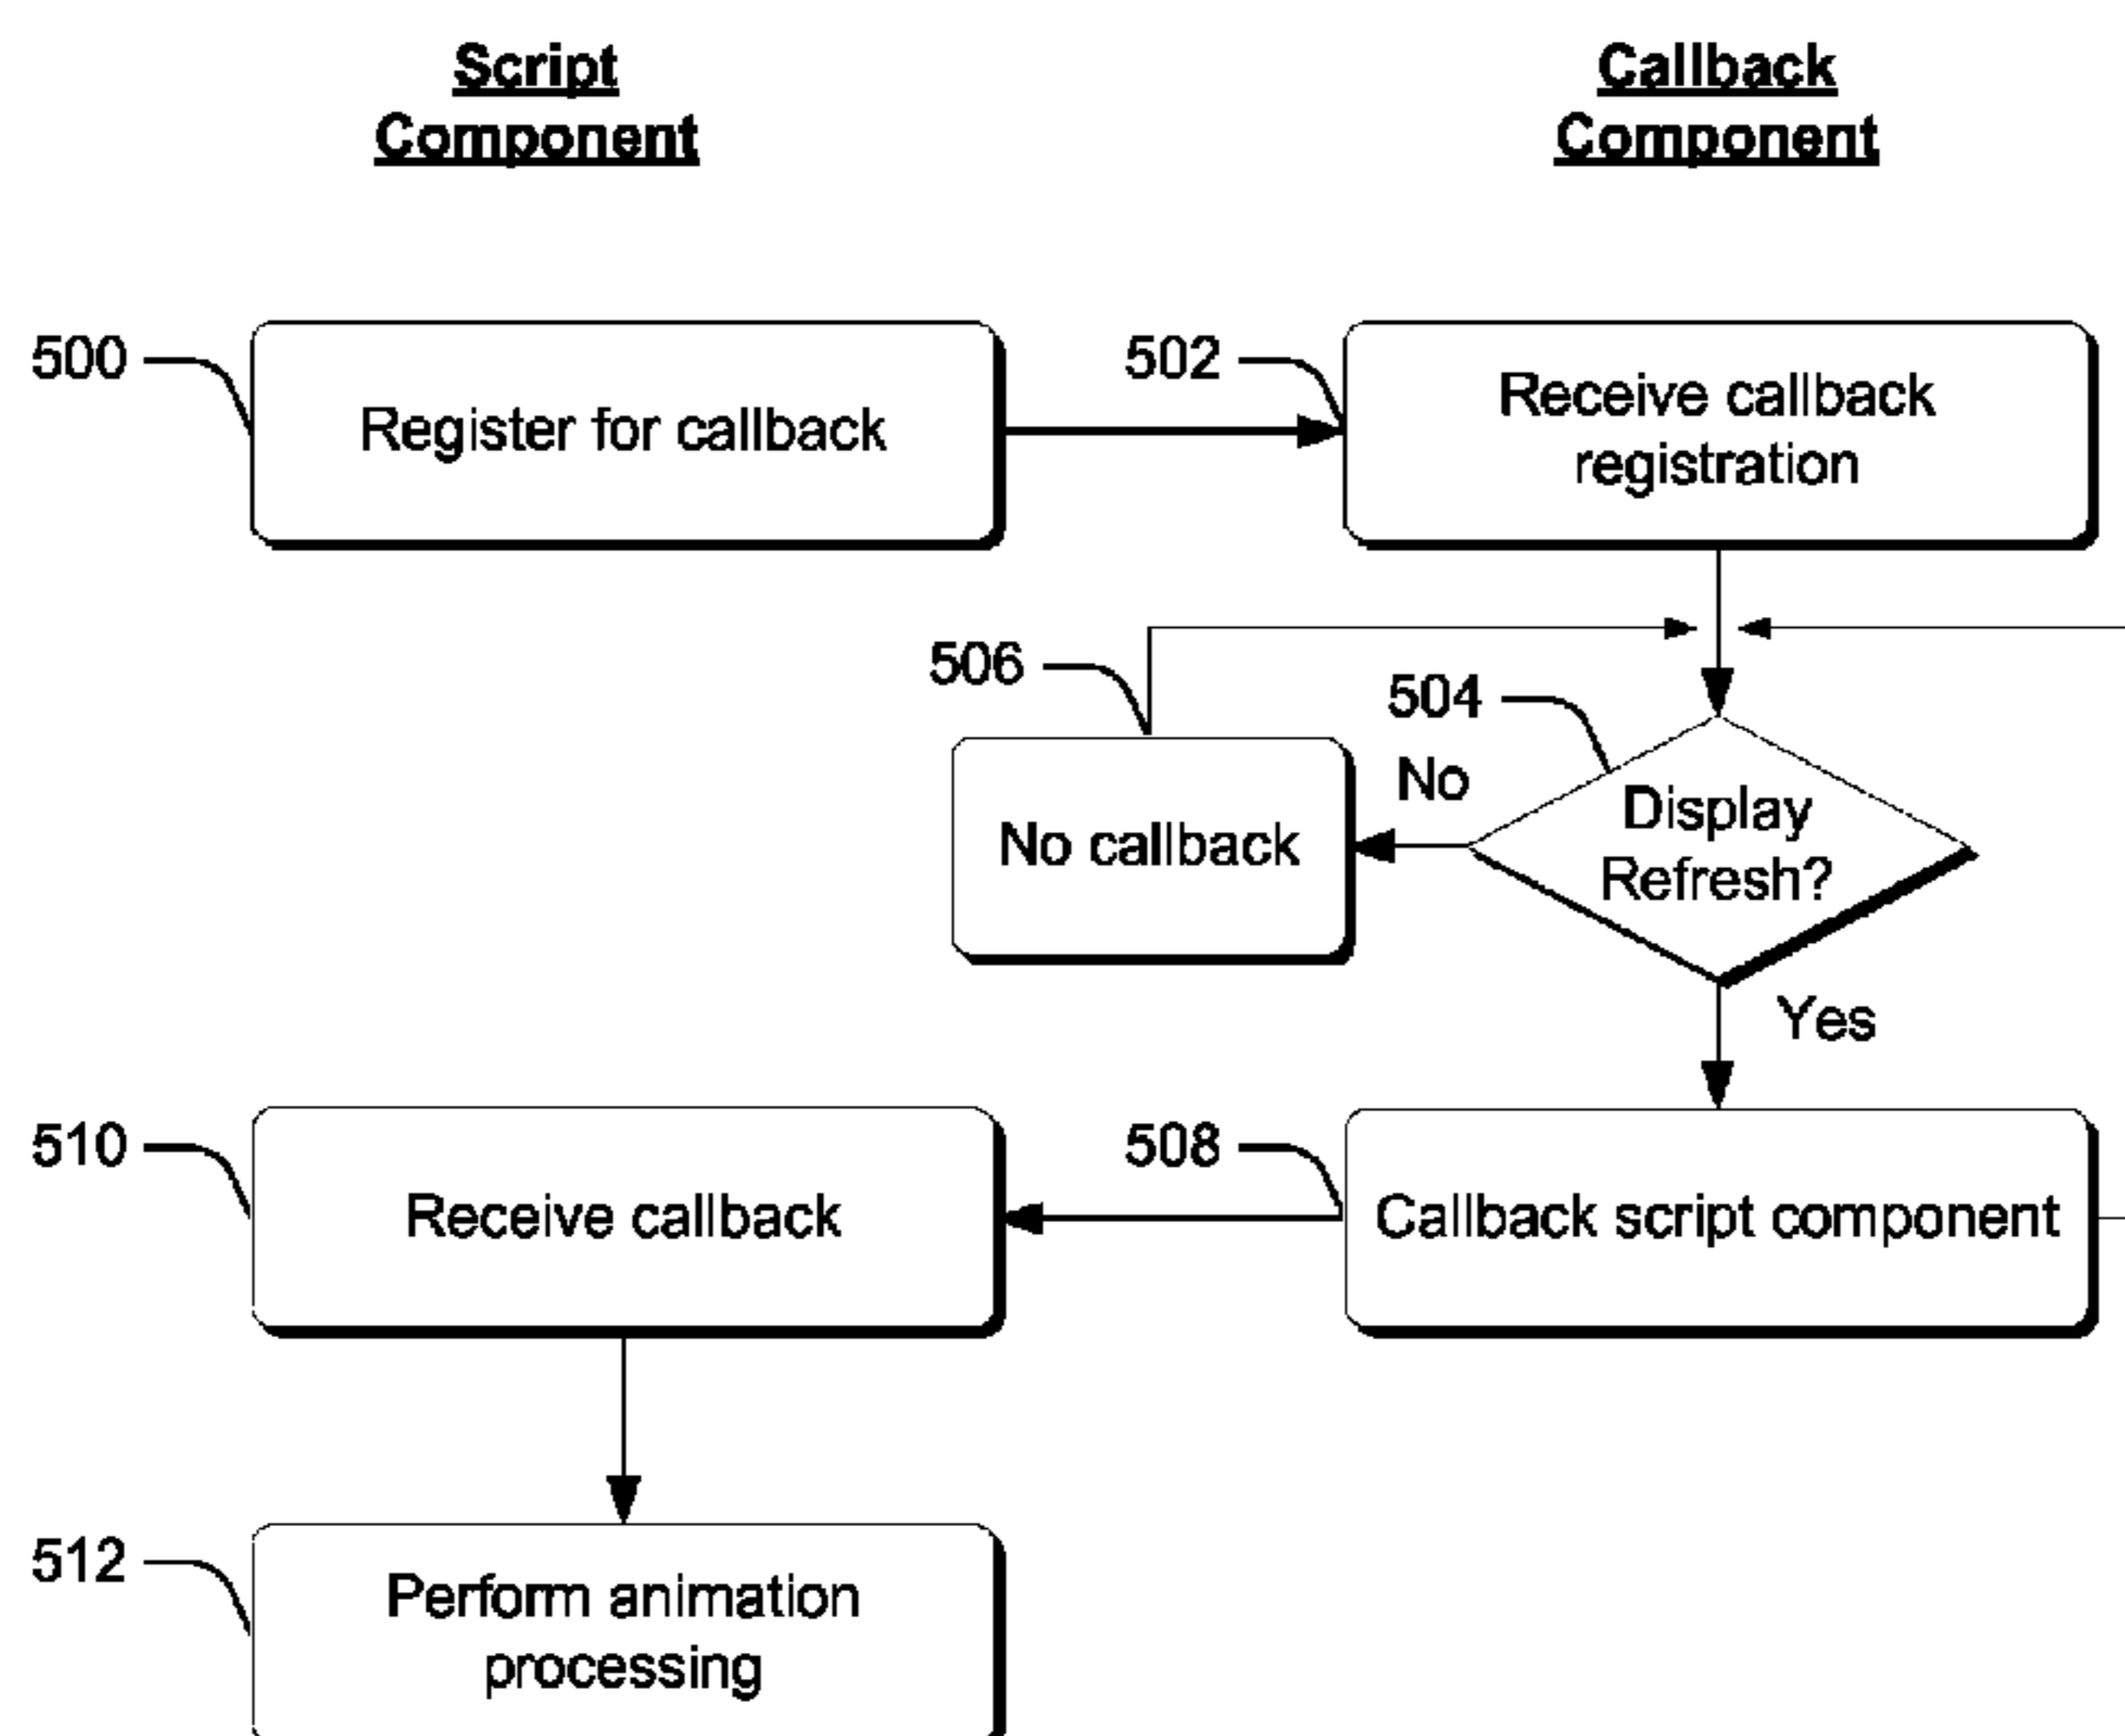 Script
Component
Callback
Component
500
Register for callback
502
Receive callback
registration
506
504
No
No callback
Display
Refresh?
Yes
510
Receive callback
508
Callback script component
512
Perform animation
processing